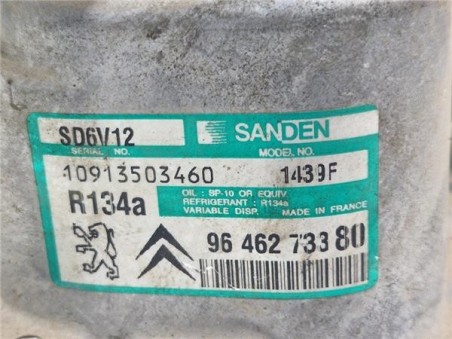 SD6V12 SANDEN
SERIAL NO. MODEL NO.
10913503460 1439F
R134a
OIL : SP-10 OR EQUIV
REFRIGERANT : R134a
VARIABLE DISP. MADE IN FRANCE
96 462 733 80